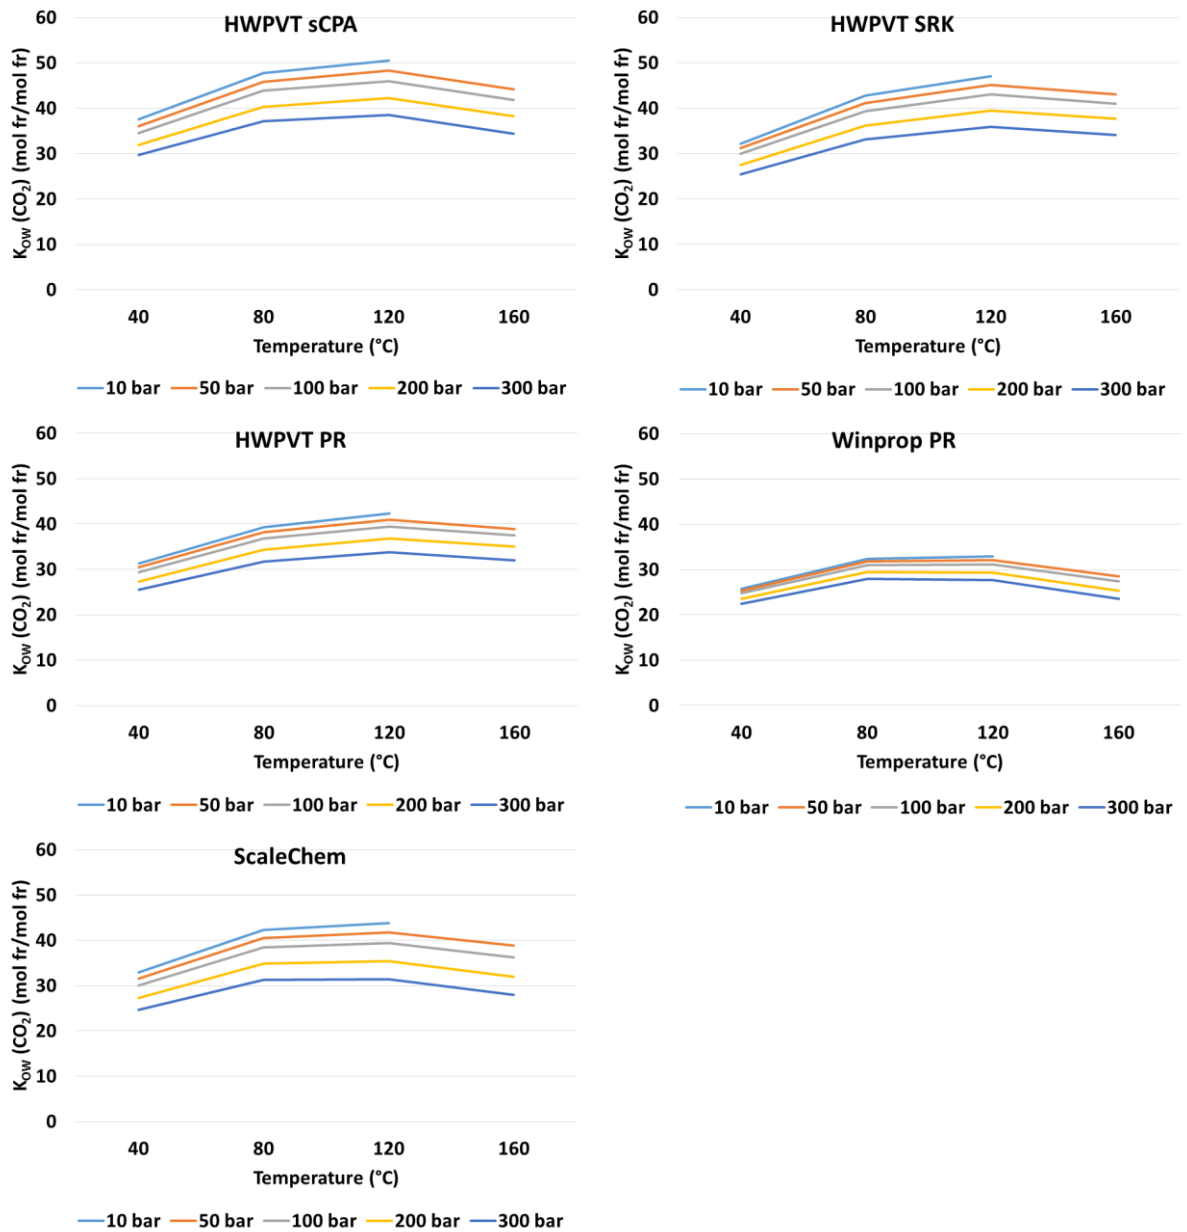 HWPVT sCPA
K_OW (CO₂) (mol fr/mol fr)
60
50
40
30
20
10
0
40 80 120 160
Temperature (°C)
10 bar 50 bar 100 bar 200 bar 300 bar
HWPVT SRK
K_OW (CO₂) (mol fr/mol fr)
60
50
40
30
20
10
0
40 80 120 160
Temperature (°C)
10 bar 50 bar 100 bar 200 bar 300 bar
HWPVT PR
K_OW (CO₂) (mol fr/mol fr)
60
50
40
30
20
10
0
40 80 120 160
Temperature (°C)
10 bar 50 bar 100 bar 200 bar 300 bar
Winprop PR
K_OW (CO₂) (mol fr/mol fr)
60
50
40
30
20
10
0
40 80 120 160
Temperature (°C)
10 bar 50 bar 100 bar 200 bar 300 bar
ScaleChem
K_OW (CO₂) (mol fr/mol fr)
60
50
40
30
20
10
0
40 80 120 160
Temperature (°C)
10 bar 50 bar 100 bar 200 bar 300 bar